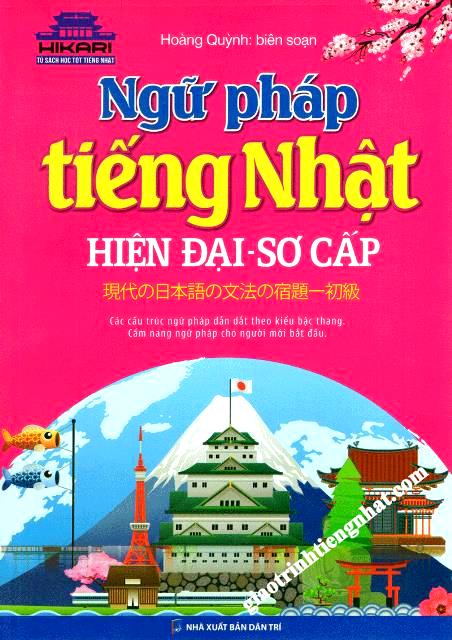 HIKARI
TỦ SÁCH HỌC TỐT TIẾNG NHẬT
Hoàng Quỳnh: biên soạn
Ngữ pháp
tiếng Nhật
HIỆN ĐẠI - SƠ CẤP
現代の日本語の文法の宿題ー初級
Các cấu trúc ngữ pháp dẫn dắt theo kiểu bậc thang.
Cẩm nang ngữ pháp cho người mới bắt đầu.
giaotrinhtiengnhat.com
NHÀ XUẤT BẢN DÂN TRÍ